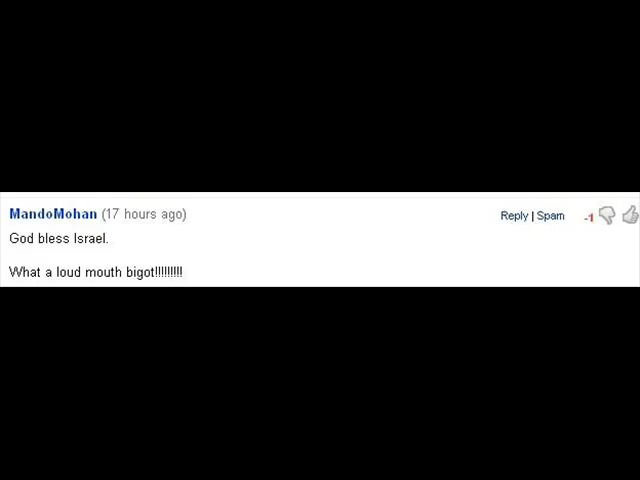 MandoMohan (17 hours ago) Reply | Spam -1
God bless Israel.
What a loud mouth bigot!!!!!!!!!